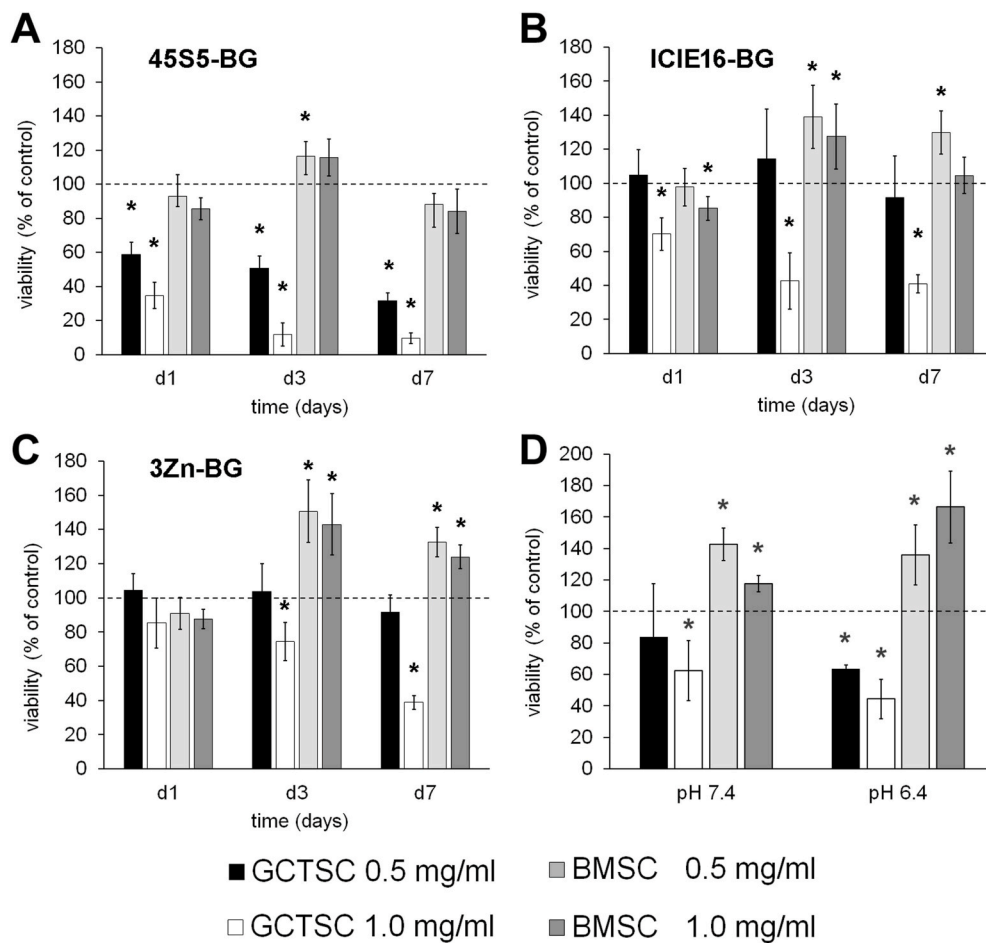 A
45S5-BG
180
160
140
120
100
80
60
40
20
0
viability (% of control)
* * * * * * *
d1 d3 d7
time (days)
B
ICIE16-BG
180
160
140
120
100
80
60
40
20
0
viability (% of control)
* * * * * * *
d1 d3 d7
time (days)
C
3Zn-BG
180
160
140
120
100
80
60
40
20
0
viability (% of control)
* * * * * *
d1 d3 d7
time (days)
D
200
180
160
140
120
100
80
60
40
20
0
viability (% of control)
* * * * * * *
pH 7.4 pH 6.4
GCTSC 0.5 mg/ml BMSC 0.5 mg/ml
GCTSC 1.0 mg/ml BMSC 1.0 mg/ml